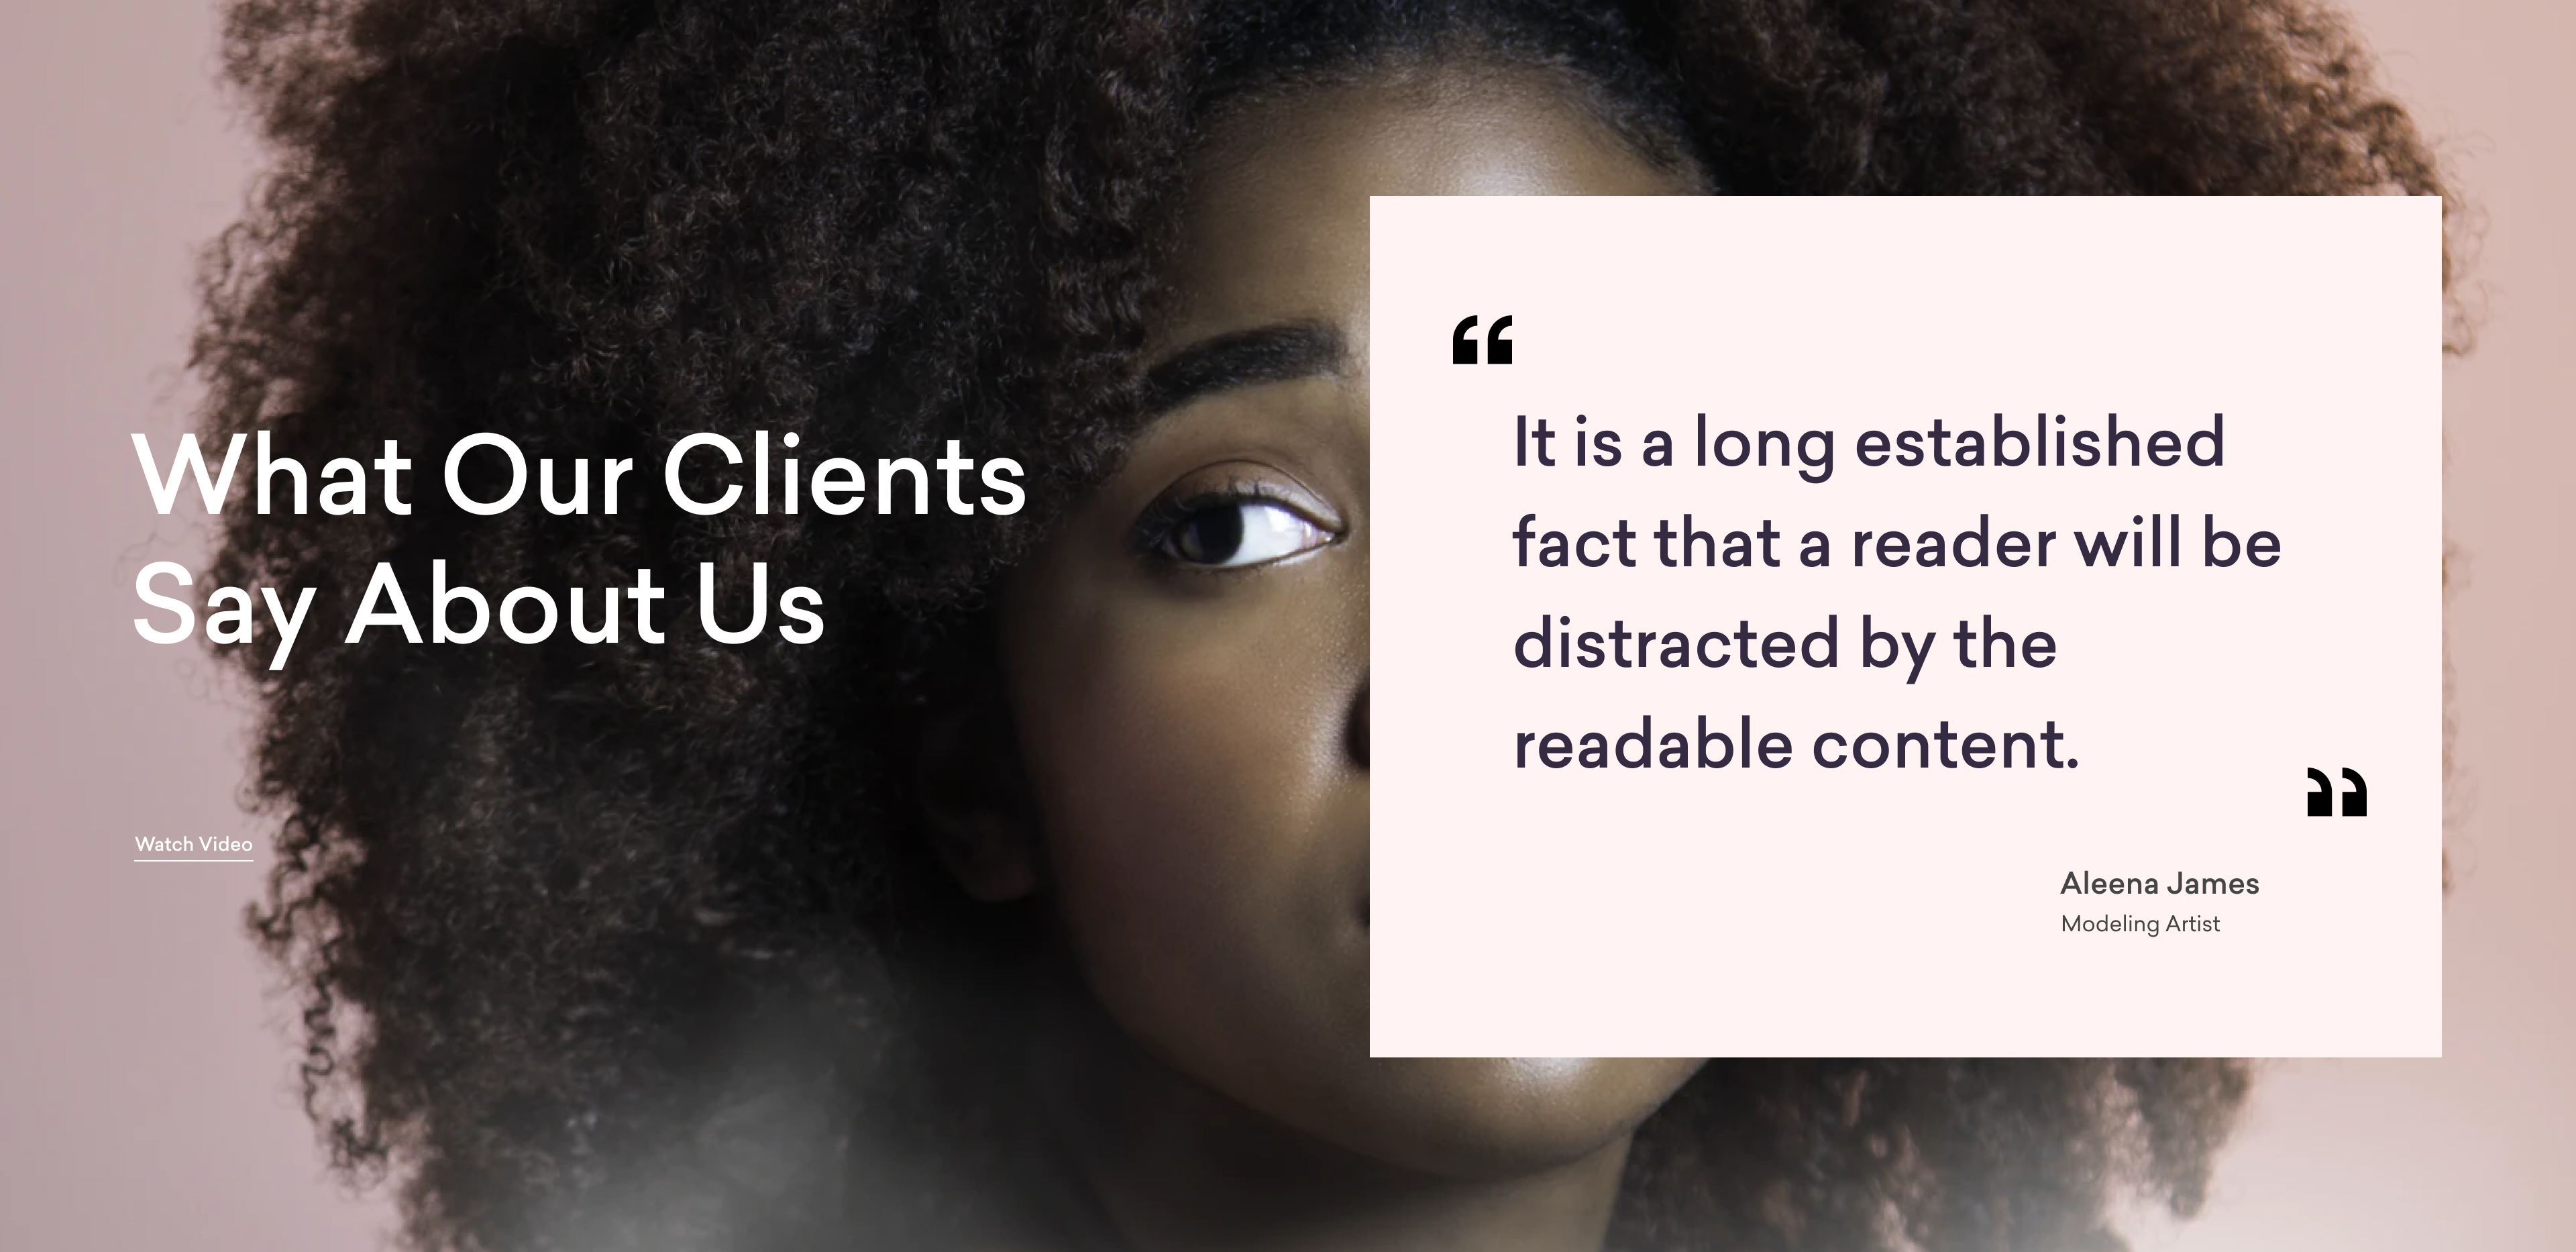 What Our Clients
Say About Us
Watch Video
“
It is a long established
fact that a reader will be
distracted by the
readable content.
”
Aleena James
Modeling Artist